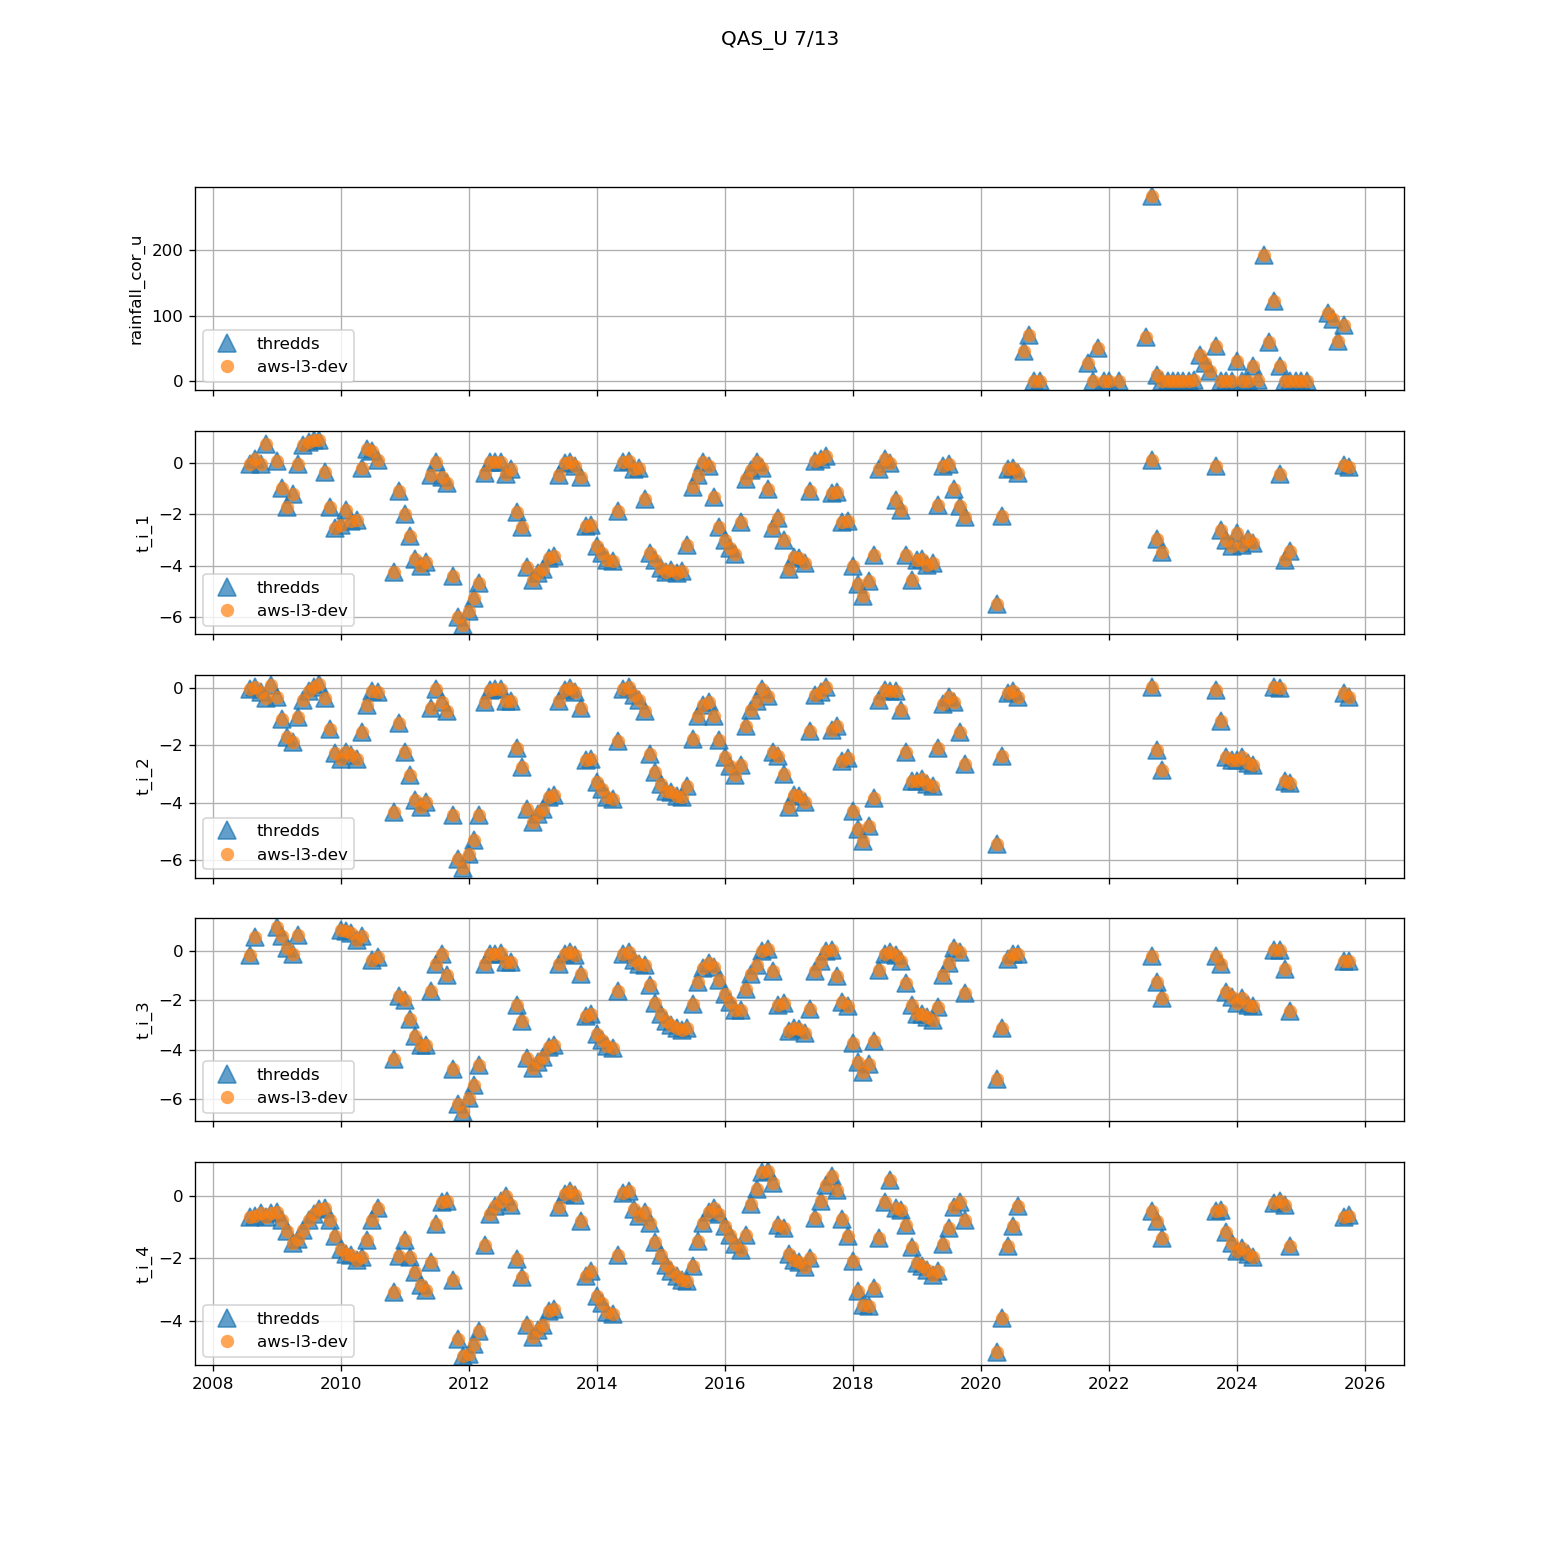 QAS_U 7/13
rainfall_cor_u
200
100
0
thredds
aws-l3-dev
t_i_1
0
−2
−4
−6
thredds
aws-l3-dev
t_i_2
0
−2
−4
−6
thredds
aws-l3-dev
t_i_3
0
−2
−4
−6
thredds
aws-l3-dev
t_i_4
0
−2
−4
thredds
aws-l3-dev
2008 2010 2012 2014 2016 2018 2020 2022 2024 2026